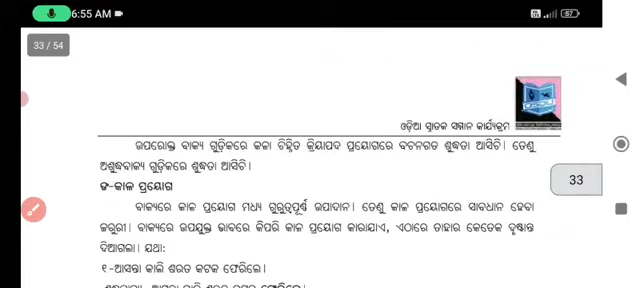 6:55 AM
57
33 / 54
ଓଡ଼ିଆ ସ୍ନାତକ ସମ୍ମାନ କାର୍ଯ୍ୟକ୍ରମ
ଉପରୋକ୍ତ ବାକ୍ୟ ଗୁଡ଼ିକରେ କଳା ଚିହ୍ନିତ କ୍ରିୟାପଦ ପ୍ରୟୋଗରେ ବଚନଗତ ଶୁଦ୍ଧତା ଆସିଚି। ତେଣୁ
ଅଶୁଦ୍ଧବାକ୍ୟ ଗୁଡ଼ିକରେ ଶୁଦ୍ଧତା ଆସିଚି।
33
ଙ-କାଳ ପ୍ରୟୋଗ
ବାକ୍ୟରେ କାଳ ପ୍ରୟୋଗ ମଧ୍ୟ ଗୁରୁତ୍ୱପୂର୍ଣ୍ଣ ଉପାଦାନ। ତେଣୁ କାଳ ପ୍ରୟୋଗରେ ସାବଧାନ ହେବା
ଜରୁରୀ। ବାକ୍ୟରେ ଉପଯୁକ୍ତ ଭାବରେ କିପରି କାଳ ପ୍ରୟୋଗ କରାଯାଏ, ଏଠାରେ ତାହାର କେତେକ ଦୃଷ୍ଟାନ୍ତ
ଦିଆଗଲା। ଯଥା:
୧-ଆସନ୍ତା କାଲି ଶରତ କଟକ ଫେରିଲେ।